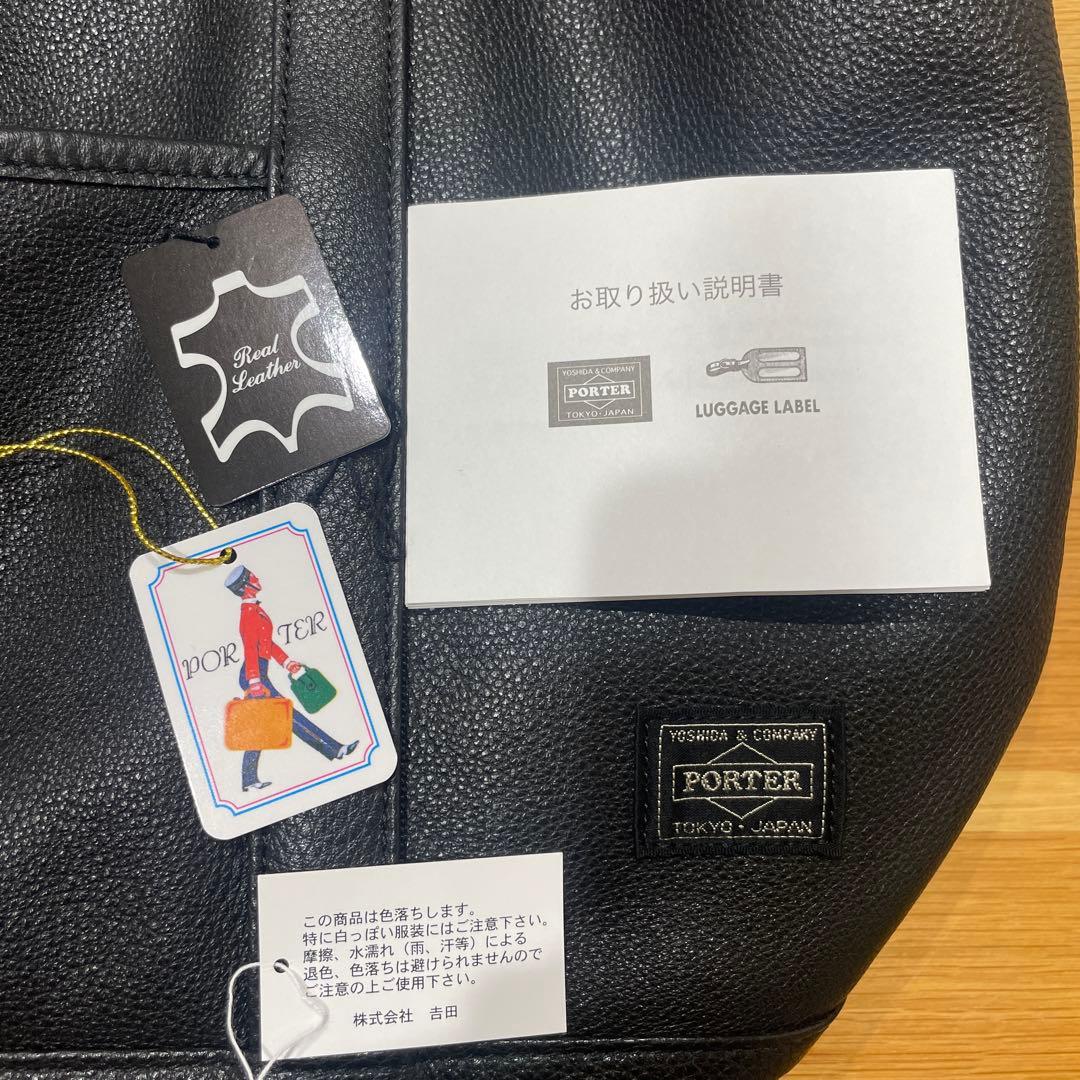 お取り扱い説明書
YOSHIDA & COMPANY
PORTER
TOKYO・JAPAN
LUGGAGE LABEL
Real
Leather
PORTER
YOSHIDA & COMPANY
PORTER
TOKYO・JAPAN
この商品は色落ちします。
特に白っぽい服装にはご注意下さい。
摩擦、水濡れ（雨、汗等）による
退色、色落ちは避けられませんので
ご注意の上ご使用下さい。
株式会社　𠮷田